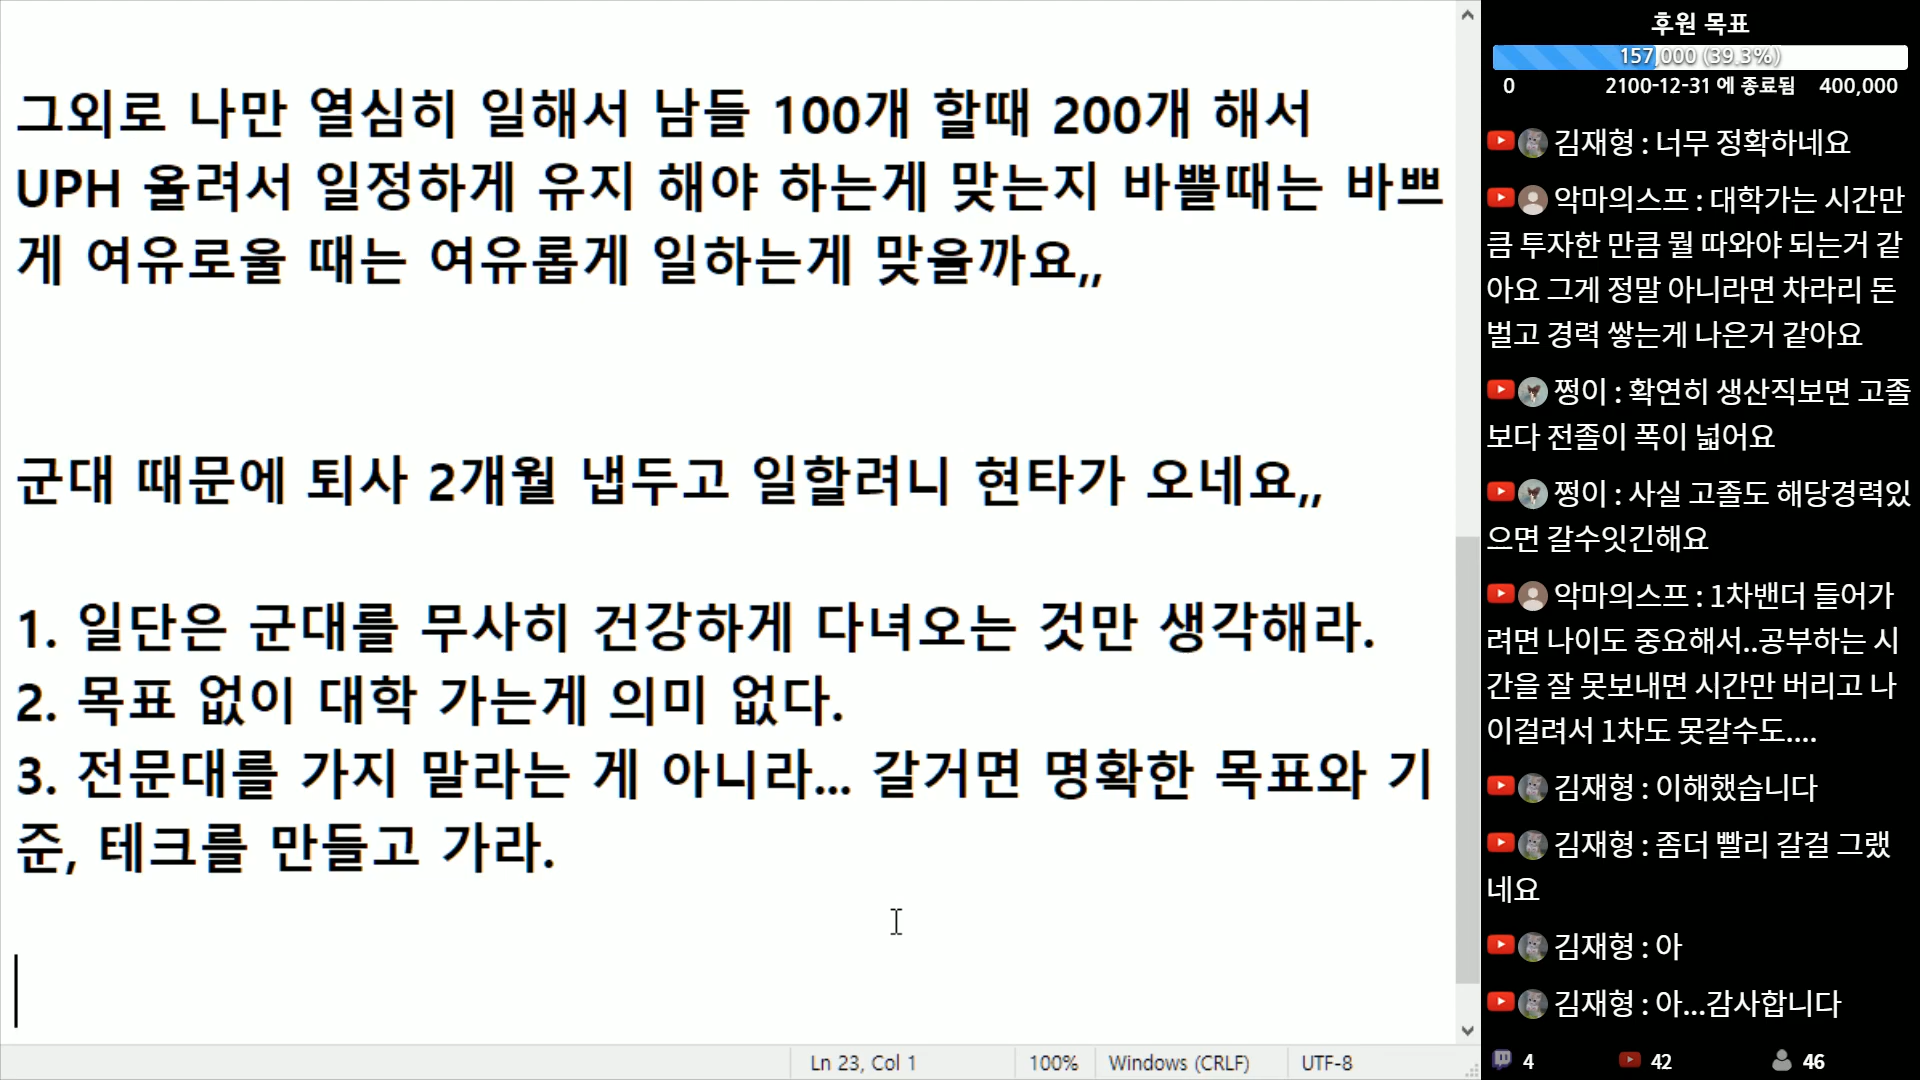 그외로 나만 열심히 일해서 남들 100개 할때 200개 해서
UPH 올려서 일정하게 유지 해야 하는게 맞는지 바쁠때는 바쁘
게 여유로울 때는 여유롭게 일하는게 맞을까요,,
군대 때문에 퇴사 2개월 냅두고 일할려니 현타가 오네요,,
1. 일단은 군대를 무사히 건강하게 다녀오는 것만 생각해라.
2. 목표 없이 대학 가는게 의미 없다.
3. 전문대를 가지 말라는 게 아니라... 갈거면 명확한 목표와 기
준, 테크를 만들고 가라.
Ln 23, Col 1
100%
Windows (CRLF)
UTF-8
후원 목표
157,000 (39.3%)
0 2100-12-31 에 종료됨 400,000
김재형 : 너무 정확하네요
악마의스프 : 대학가는 시간만
큼 투자한 만큼 뭘 따와야 되는거 같
아요 그게 정말 아니라면 차라리 돈
벌고 경력 쌓는게 나은거 같아요
쩡이 : 확연히 생산직보면 고졸
보다 전졸이 폭이 넓어요
쩡이 : 사실 고졸도 해당경력있
으면 갈수잇긴해요
악마의스프 : 1차밴더 들어가
려면 나이도 중요해서..공부하는 시
간을 잘 못보내면 시간만 버리고 나
이걸려서 1차도 못갈수도....
김재형 : 이해했습니다
김재형 : 좀더 빨리 갈걸 그랬
네요
김재형 : 아
김재형 : 아...감사합니다
4 42 46